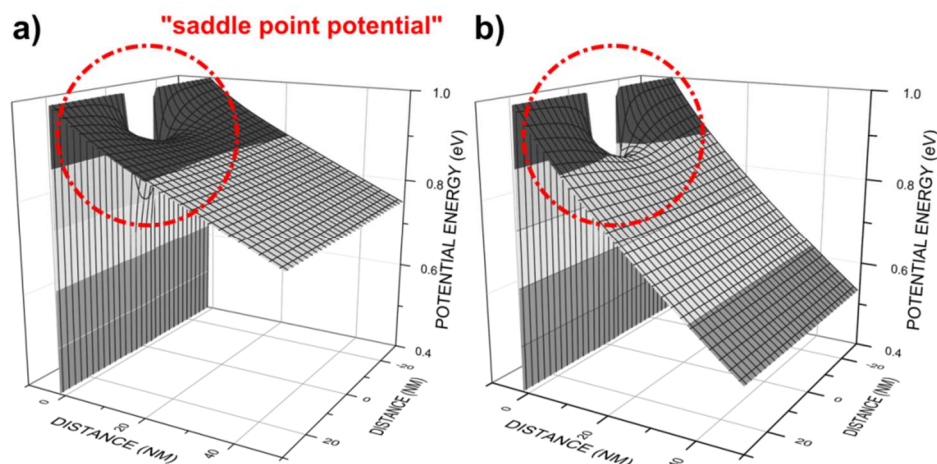 a)
"saddle point potential"
b)
1.0
0.8
0.6
0.4
POTENTIAL ENERGY (eV)
0
20
40
DISTANCE (NM)
-20
0
20
DISTANCE (NM)
1.0
0.8
0.6
0.4
POTENTIAL ENERGY (eV)
0
20
40
DISTANCE (NM)
-20
0
20
DISTANCE (NM)